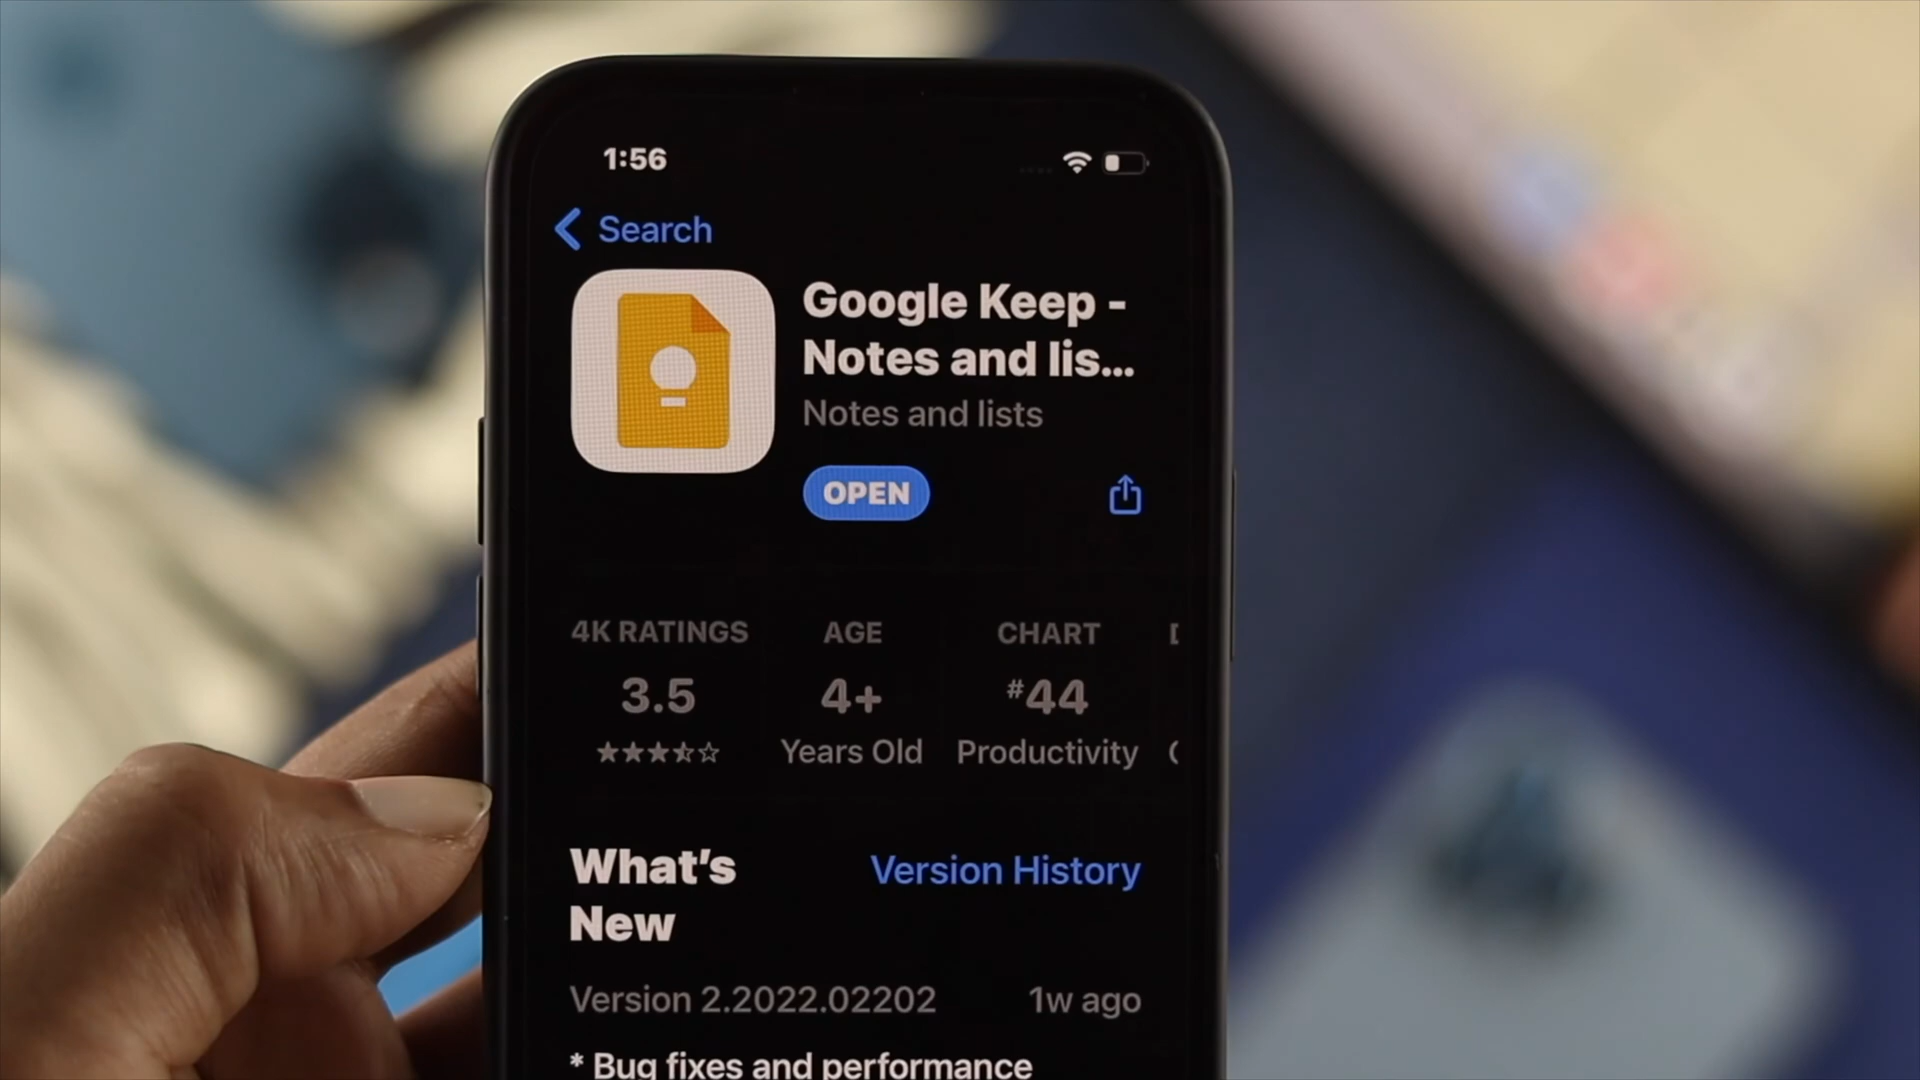 1:56
Search
Google Keep -
Notes and lis...
Notes and lists
OPEN
4K RATINGS
AGE
CHART
3.5
4+
#44
Years Old
Productivity
What's
New
Version History
Version 2.2022.02202
1w ago
* Bug fixes and performance